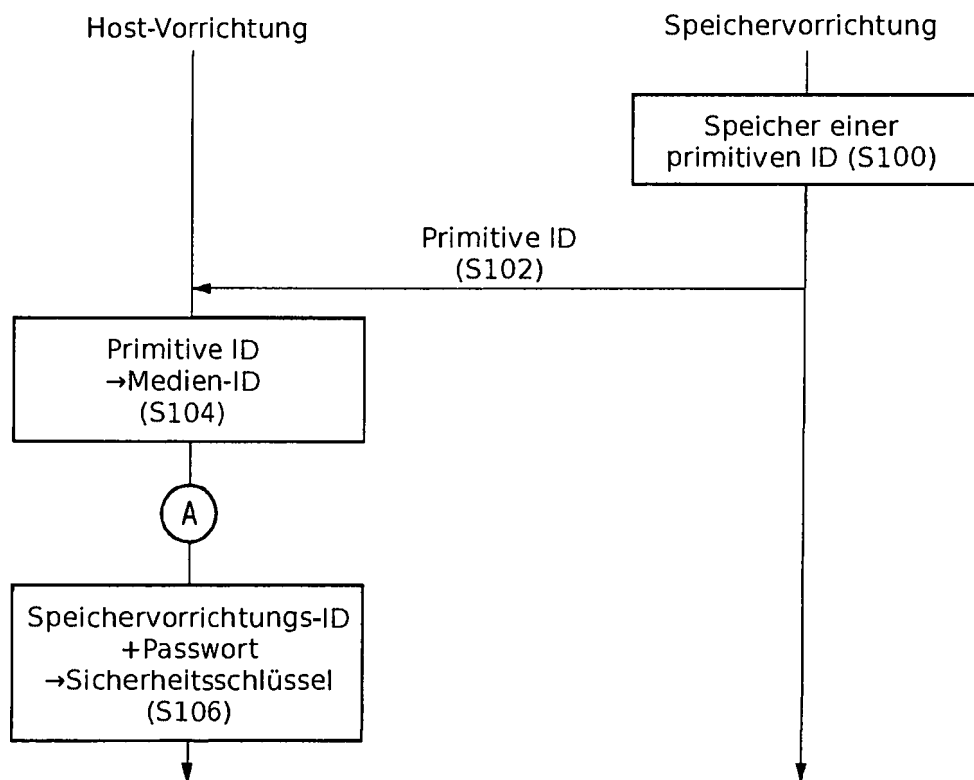 Host-Vorrichtung
Speichervorrichtung
Speicher einer
primitiven ID (S100)
Primitive ID
(S102)
Primitive ID
→Medien-ID
(S104)
A
Speichervorrichtungs-ID
+Passwort
→Sicherheitsschlüssel
(S106)